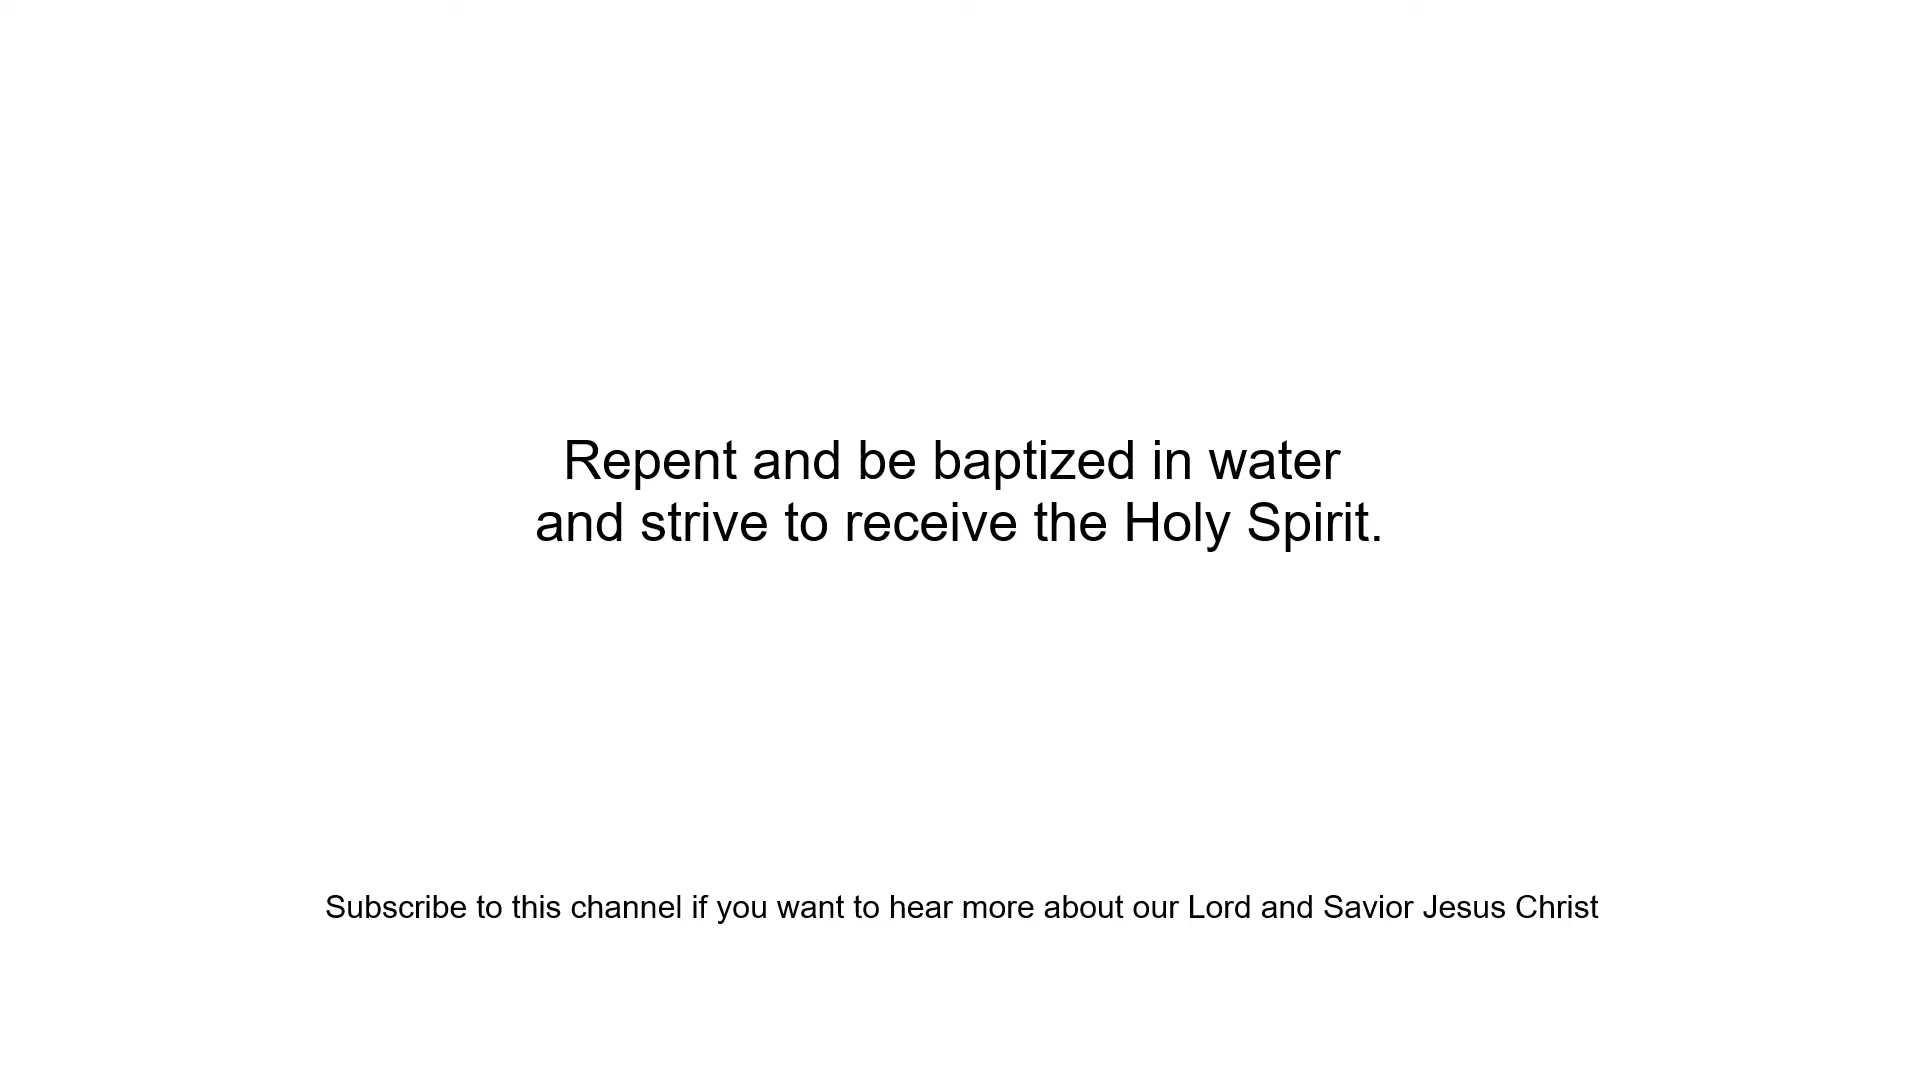 Repent and be baptized in water
and strive to receive the Holy Spirit.
Subscribe to this channel if you want to hear more about our Lord and Savior Jesus Christ